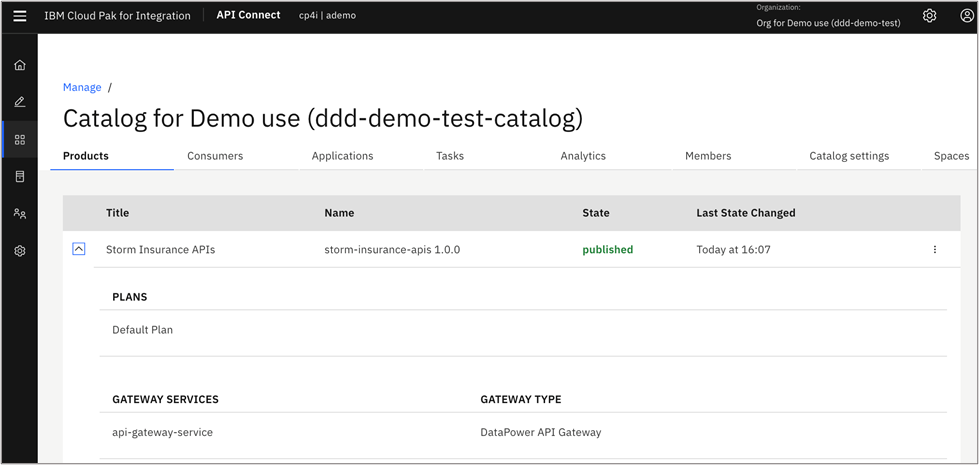 IBM Cloud Pak for Integration API Connect cp4i | ademo
Organization:
Org for Demo use (ddd-demo-test)
Manage /
Catalog for Demo use (ddd-demo-test-catalog)
Products Consumers Applications Tasks Analytics Members Catalog settings Spaces
Title Name State Last State Changed
Storm Insurance APIs storm-insurance-apis 1.0.0 published Today at 16:07
PLANS
Default Plan
GATEWAY SERVICES GATEWAY TYPE
api-gateway-service DataPower API Gateway